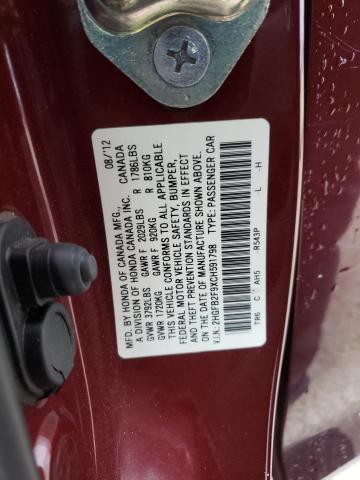 MFD. BY HONDA OF CANADA MFG., 08/'12
A DIVISION OF HONDA CANADA INC. CANADA
GVWR 3792LBS GAWR F 2029LBS R 1786LBS
GVWR 1720KG GAWR F 920KG R 810KG
THIS VEHICLE CONFORMS TO ALL APPLICABLE
FEDERAL MOTOR VEHICLE SAFETY, BUMPER,
AND THEFT PREVENTION STANDARDS IN EFFECT
ON THE DATE OF MANUFACTURE SHOWN ABOVE.
V.I.N.: 2HGFB2F9XCH591798 TYPE: PASSENGER CAR
TR6 C AH5 R543P -L -H